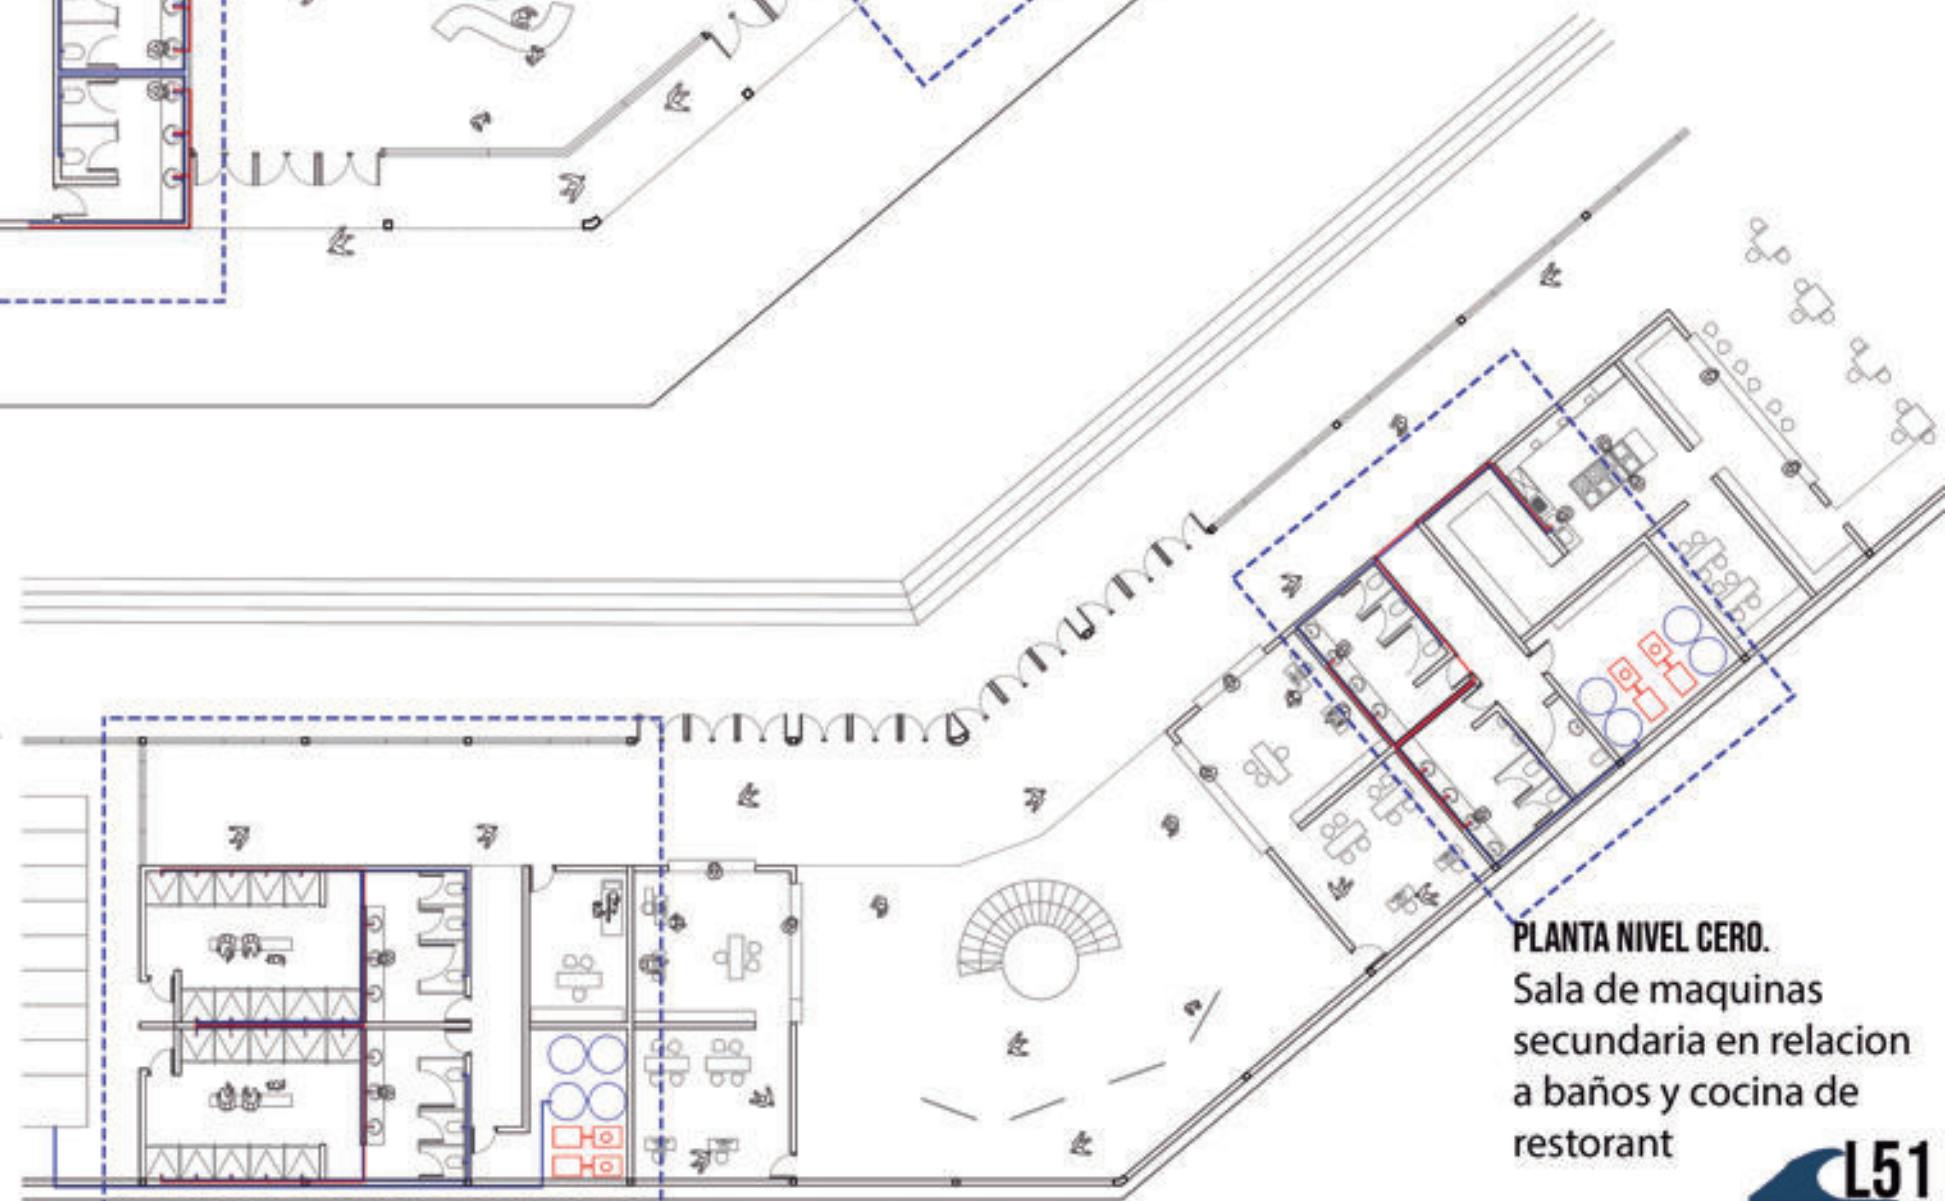 PLANTA NIVEL CERO.
Sala de maquinas
secundaria en relacion
a baños y cocina de
restorant
L51